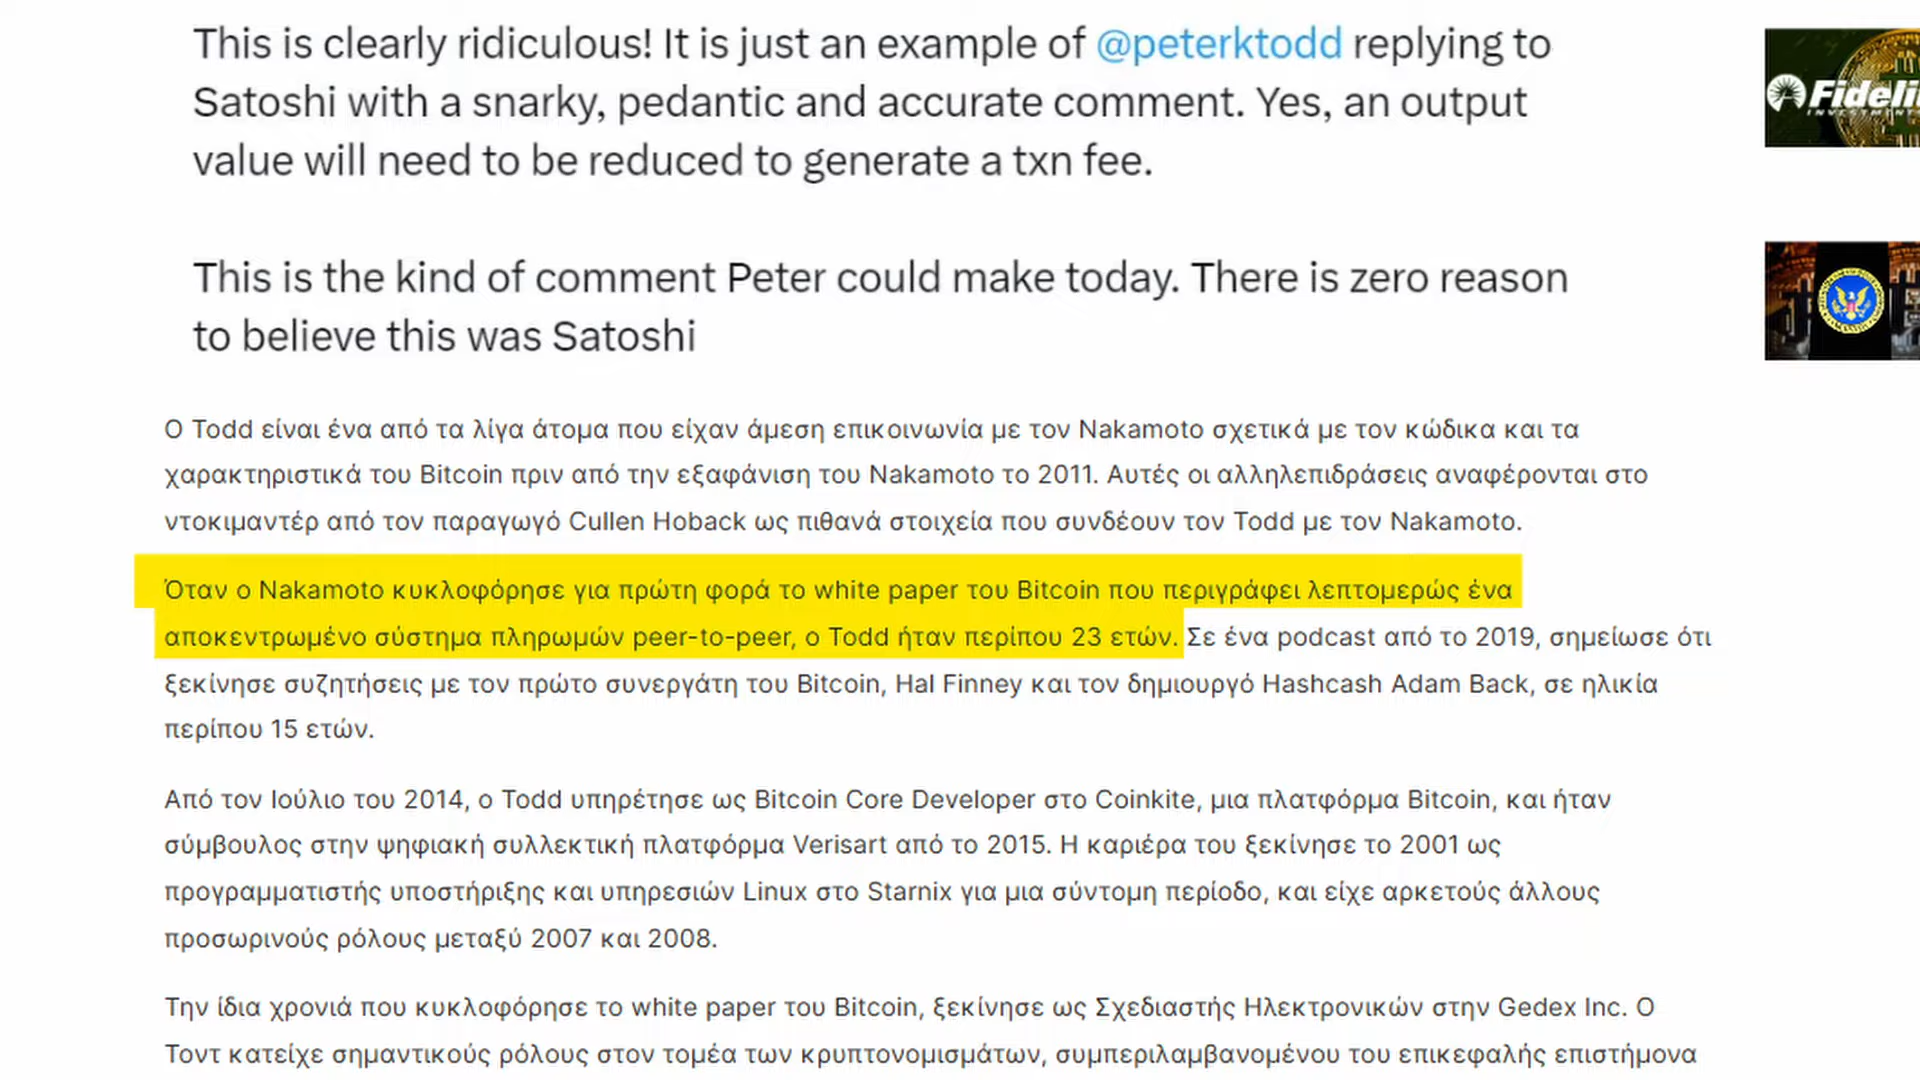 This is clearly ridiculous! It is just an example of @peterktodd replying to
Satoshi with a snarky, pedantic and accurate comment. Yes, an output
value will need to be reduced to generate a txn fee.
This is the kind of comment Peter could make today. There is zero reason
to believe this was Satoshi
Ο Todd είναι ένα από τα λίγα άτομα που είχαν άμεση επικοινωνία με τον Nakamoto σχετικά με τον κώδικα και τα
χαρακτηριστικά του Bitcoin πριν από την εξαφάνιση του Nakamoto το 2011. Αυτές οι αλληλεπιδράσεις αναφέρονται στο
ντοκιμαντέρ από τον παραγωγό Cullen Hoback ως πιθανά στοιχεία που συνδέουν τον Todd με τον Nakamoto.
Όταν ο Nakamoto κυκλοφόρησε για πρώτη φορά το white paper του Bitcoin που περιγράφει λεπτομερώς ένα
αποκεντρωμένο σύστημα πληρωμών peer-to-peer, ο Todd ήταν περίπου 23 ετών. Σε ένα podcast από το 2019, σημείωσε ότι
ξεκίνησε συζητήσεις με τον πρώτο συνεργάτη του Bitcoin, Hal Finney και τον δημιουργό Hashcash Adam Back, σε ηλικία
περίπου 15 ετών.
Από τον Ιούλιο του 2014, ο Todd υπηρέτησε ως Bitcoin Core Developer στο Coinkite, μια πλατφόρμα Bitcoin, και ήταν
σύμβουλος στην ψηφιακή συλλεκτική πλατφόρμα Verisart από το 2015. Η καριέρα του ξεκίνησε το 2001 ως
προγραμματιστής υποστήριξης και υπηρεσιών Linux στο Starnix για μια σύντομη περίοδο, και είχε αρκετούς άλλους
προσωρινούς ρόλους μεταξύ 2007 και 2008.
Την ίδια χρονιά που κυκλοφόρησε το white paper του Bitcoin, ξεκίνησε ως Σχεδιαστής Ηλεκτρονικών στην Gedex Inc. Ο
Τοντ κατείχε σημαντικούς ρόλους στον τομέα των κρυπτονομισμάτων, συμπεριλαμβανομένου του επικεφαλής επιστήμονα